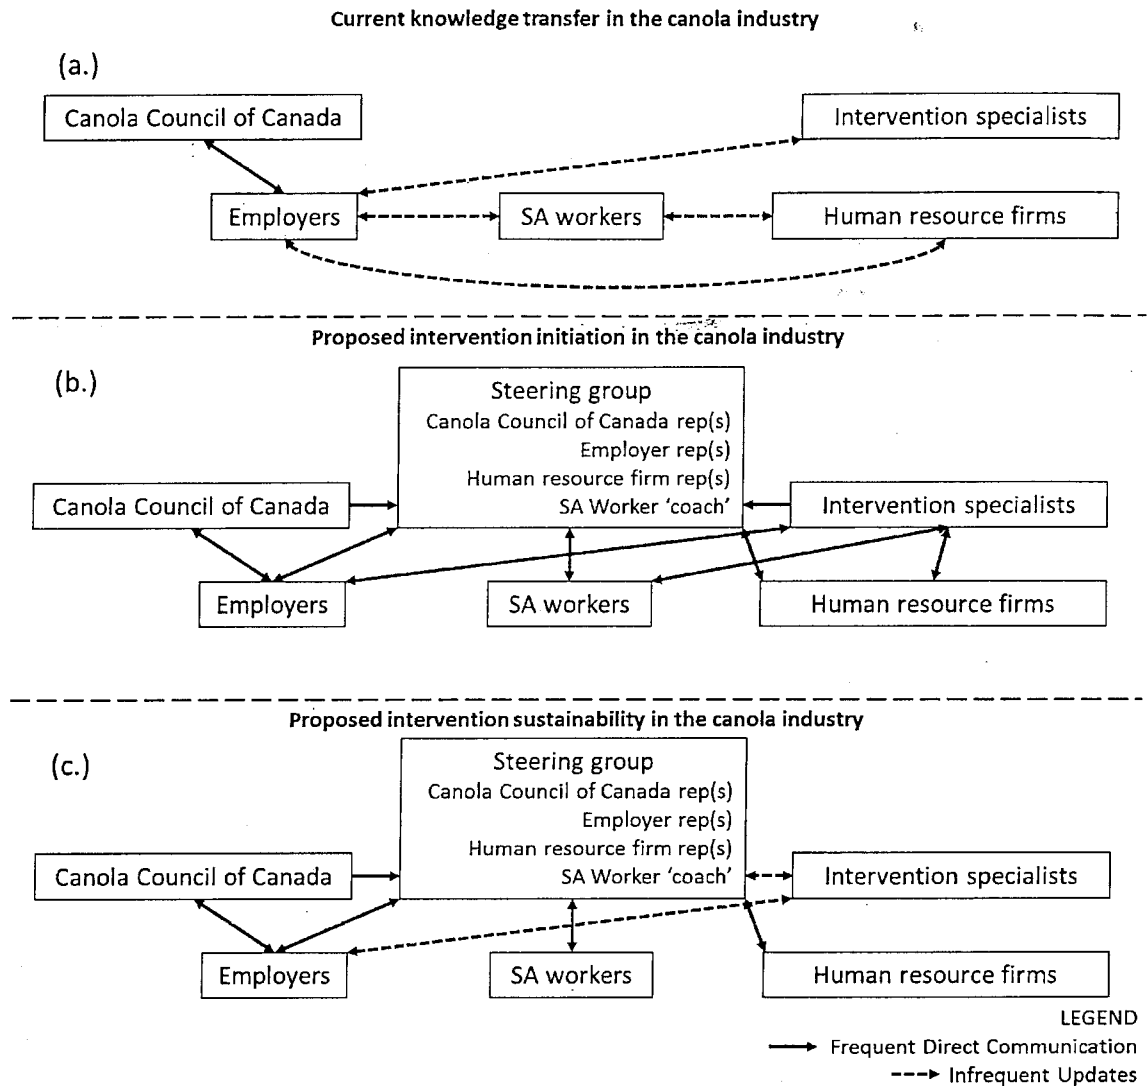 Current knowledge transfer in the canola industry
(a.)
Canola Council of Canada
Intervention specialists
Employers
SA workers
Human resource firms
Proposed intervention initiation in the canola industry
(b.)
Steering group
Canola Council of Canada rep(s)
Employer rep(s)
Human resource firm rep(s)
SA Worker ‘coach’
Canola Council of Canada
Intervention specialists
Employers
SA workers
Human resource firms
Proposed intervention sustainability in the canola industry
(c.)
Steering group
Canola Council of Canada rep(s)
Employer rep(s)
Human resource firm rep(s)
SA Worker ‘coach’
Canola Council of Canada
Intervention specialists
Employers
SA workers
Human resource firms
LEGEND
Frequent Direct Communication
Infrequent Updates